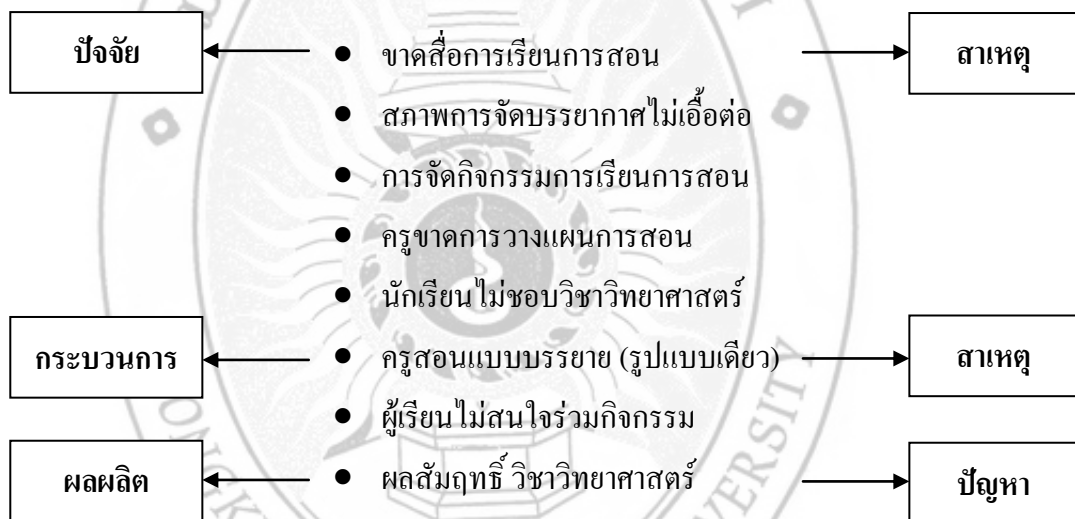 ปัจจัย ● ขาดสื่อการเรียนการสอน สาเหตุ
● สภาพการจัดบรรยากาศไม่เอื้อต่อ
● การจัดกิจกรรมการเรียนการสอน
● ครูขาดการวางแผนการสอน
● นักเรียนไม่ชอบวิชาวิทยาศาสตร์
กระบวนการ ● ครูสอนแบบบรรยาย (รูปแบบเดียว) สาเหตุ
● ผู้เรียนไม่สนใจร่วมกิจกรรม
ผลผลิต ● ผลสัมฤทธิ์ วิชาวิทยาศาสตร์ ปัญหา